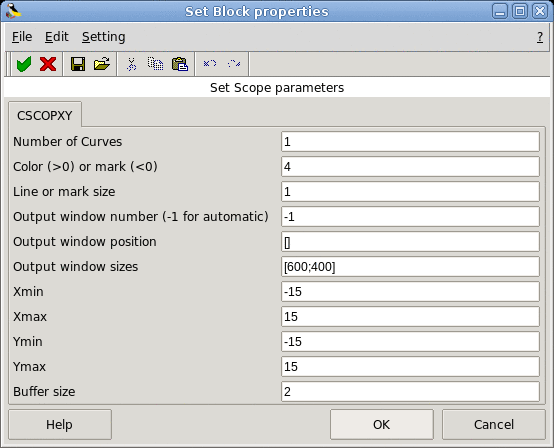 Set Block properties
File Edit Setting ?
Set Scope parameters
CSCOPXY
Number of Curves 1
Color (>0) or mark (<0) 4
Line or mark size 1
Output window number (-1 for automatic) -1
Output window position []
Output window sizes [600;400]
Xmin -15
Xmax 15
Ymin -15
Ymax 15
Buffer size 2
Help OK Cancel